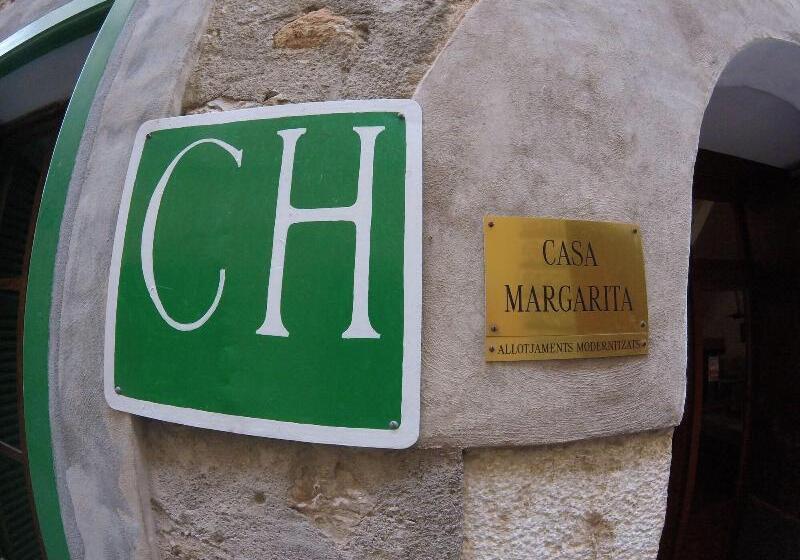 CH
CASA
MARGARITA
ALLOTJAMENTS MODERNITZATS